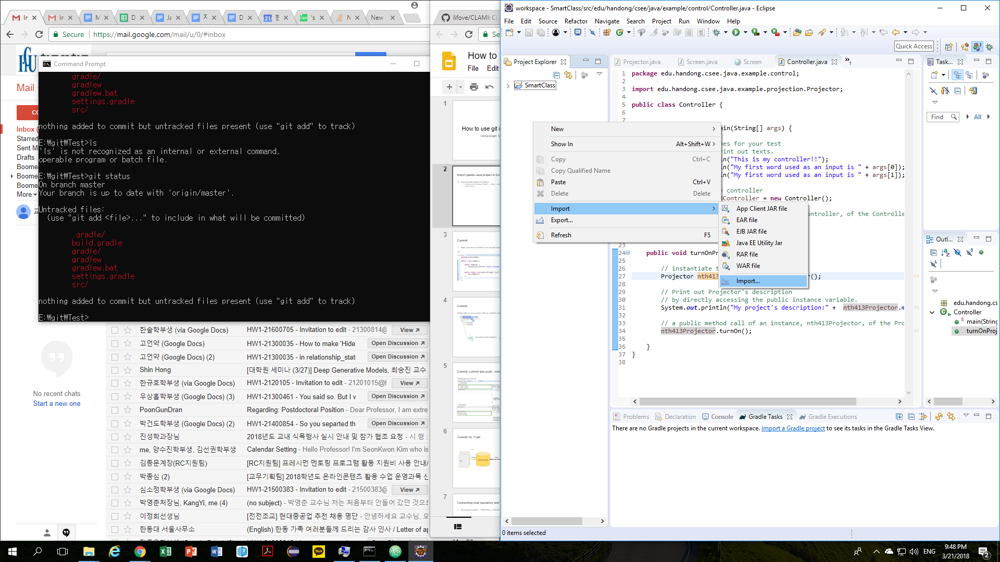 In
In
M
D
Ja
ㅈ
D
한
's
N
New
Secure
https://mail.google.com/mail/u/0/#inbox
Mail
Inbox (
Starred
Sent M
Drafts
Boome
Boome
Boome
More
No recent chats
Start a new one
Command Prompt
gradle/
gradlew
gradlew.bat
settings.gradle
src/
nothing added to commit but untracked files present (use "git add" to track)
E:₩git₩Test>ls
'ls' is not recognized as an internal or external command,
operable program or batch file.
E:₩git₩Test>git status
On branch master
Your branch is up to date with 'origin/master'.
Untracked files:
(use "git add <file>..." to include in what will be committed)
.gradle/
build.gradle
gradle/
gradlew
gradlew.bat
settings.gradle
src/
nothing added to commit but untracked files present (use "git add" to track)
E:₩git₩Test>
한솔학부생 (via Google Docs) HW1-21600705 - Invitation to edit - 21300814@ View
고언약 (Google Docs) HW1-21300035 - How to make 'Hide Open Discussion
고언약 (Google Docs) (2) HW1-21300035 - in relationship_stat Open Discussion
Shin Hong [대학원 세미나 (3/27)] Deep Generative Models, 최승진 교수
한규호학부생 (via Google Docs) HW1-2120105 - Invitation to edit - 21201015@ View
우상흠학부생 (Google Docs) (3) HW1-21300461 - You said so. But I w Open Discussion
PoonGunDran Regarding: Postdoctoral Position - Dear Professor, I am extre
박건도학부생 (Google Docs) (2) HW1-21400854 - So you separted th Open Discussion
진성학과장님 2018년도 교내 식목행사 실시 안내 및 참가 협조 요청 - 시 행 :
me, 양수진학부생, 김선권학부생 Calendar Setting - Hello Professor! I'm SeonKwon Kim who is
김종문계장(RC지원팀) [RC지원팀] 프레시먼 멘토링 프로그램 활동 지원비 사용 안내/
박종심 (2) [교무기획팀] 2018학년도 온라인콘텐츠 활용 수업 운영과목 신
심소정학부생 (via Google Docs) HW1-21500383 - Invitation to edit - 21500383@ View
박영춘처장님, KangYi, me (4) (no subject) - 박영춘 교수님 저는 처음부터 안들어 갔던 것으로
이정희선생님 [전전조교] 현대중공업 추천 채용 명단 - 안녕하세요 교수님, 오
한동대 서울사무소 (English) 한동 가족 여러분들께 드리는 감사 인사 / Letter of ap
lifove/CLAMI: CL
Se
How to
File Edit
1
How to use git i
Using plugin "E
2
Import gradle Java project in Ecl
3
Commit
4
Commit
5
Commit: commit and push , com
6
Commit Vs. Push
7
Connecting local repository and
workspace - SmartClass/src/edu/handong/csee/java/example/control/Controller.java - Eclipse
File Edit Source Refactor Navigate Search Project Run Window Help
Quick Access
Project Explorer
SmartClass
Projector.java Screen.java Screen Controller.java
1 package edu.handong.csee.java.example.control;
2
3 import edu.handong.csee.java.example.projection.Projector;
4
5 public class Controller {
6
ain(String[] args) {
nes for your test
rint out texts.
ln("This is my controller!!");
ln("My first word used as an input is " + args[0]);
ln("My first word used as an input is " + args[1]);
y controller
Controller = new Controller();
ontroller, of the Controle
23
24 public void turnOnPr
25
26 // instantiate t
27 Projector nth413 r();
28
29 // Print out Projector's description
30 // by directly accessing the public instance variable.
31 System.out.println("My project's description:" + nth413Projector.m
32
33 // a public method call of an instance, nth413Projector, of the Pro
34 nth413Projector.turnOn();
35
36 }
37 }
38
New
Show In Alt+Shift+W
Copy Ctrl+C
Copy Qualified Name
Paste Ctrl+V
Delete Delete
Import
Export...
Refresh F5
App Client JAR file
EAR file
EJB JAR file
Java EE Utility Jar
RAR file
WAR file
Import...
Task...
Find All
Outl...
edu.handong.cs
Controller
main(String
turnOnProj
Problems Declaration Console Gradle Tasks Gradle Executions
There are no Gradle projects in the current workspace. Import a Gradle project to see its tasks in the Gradle Tasks View.
0 items selected
ENG
9:48 PM
3/21/2018
2